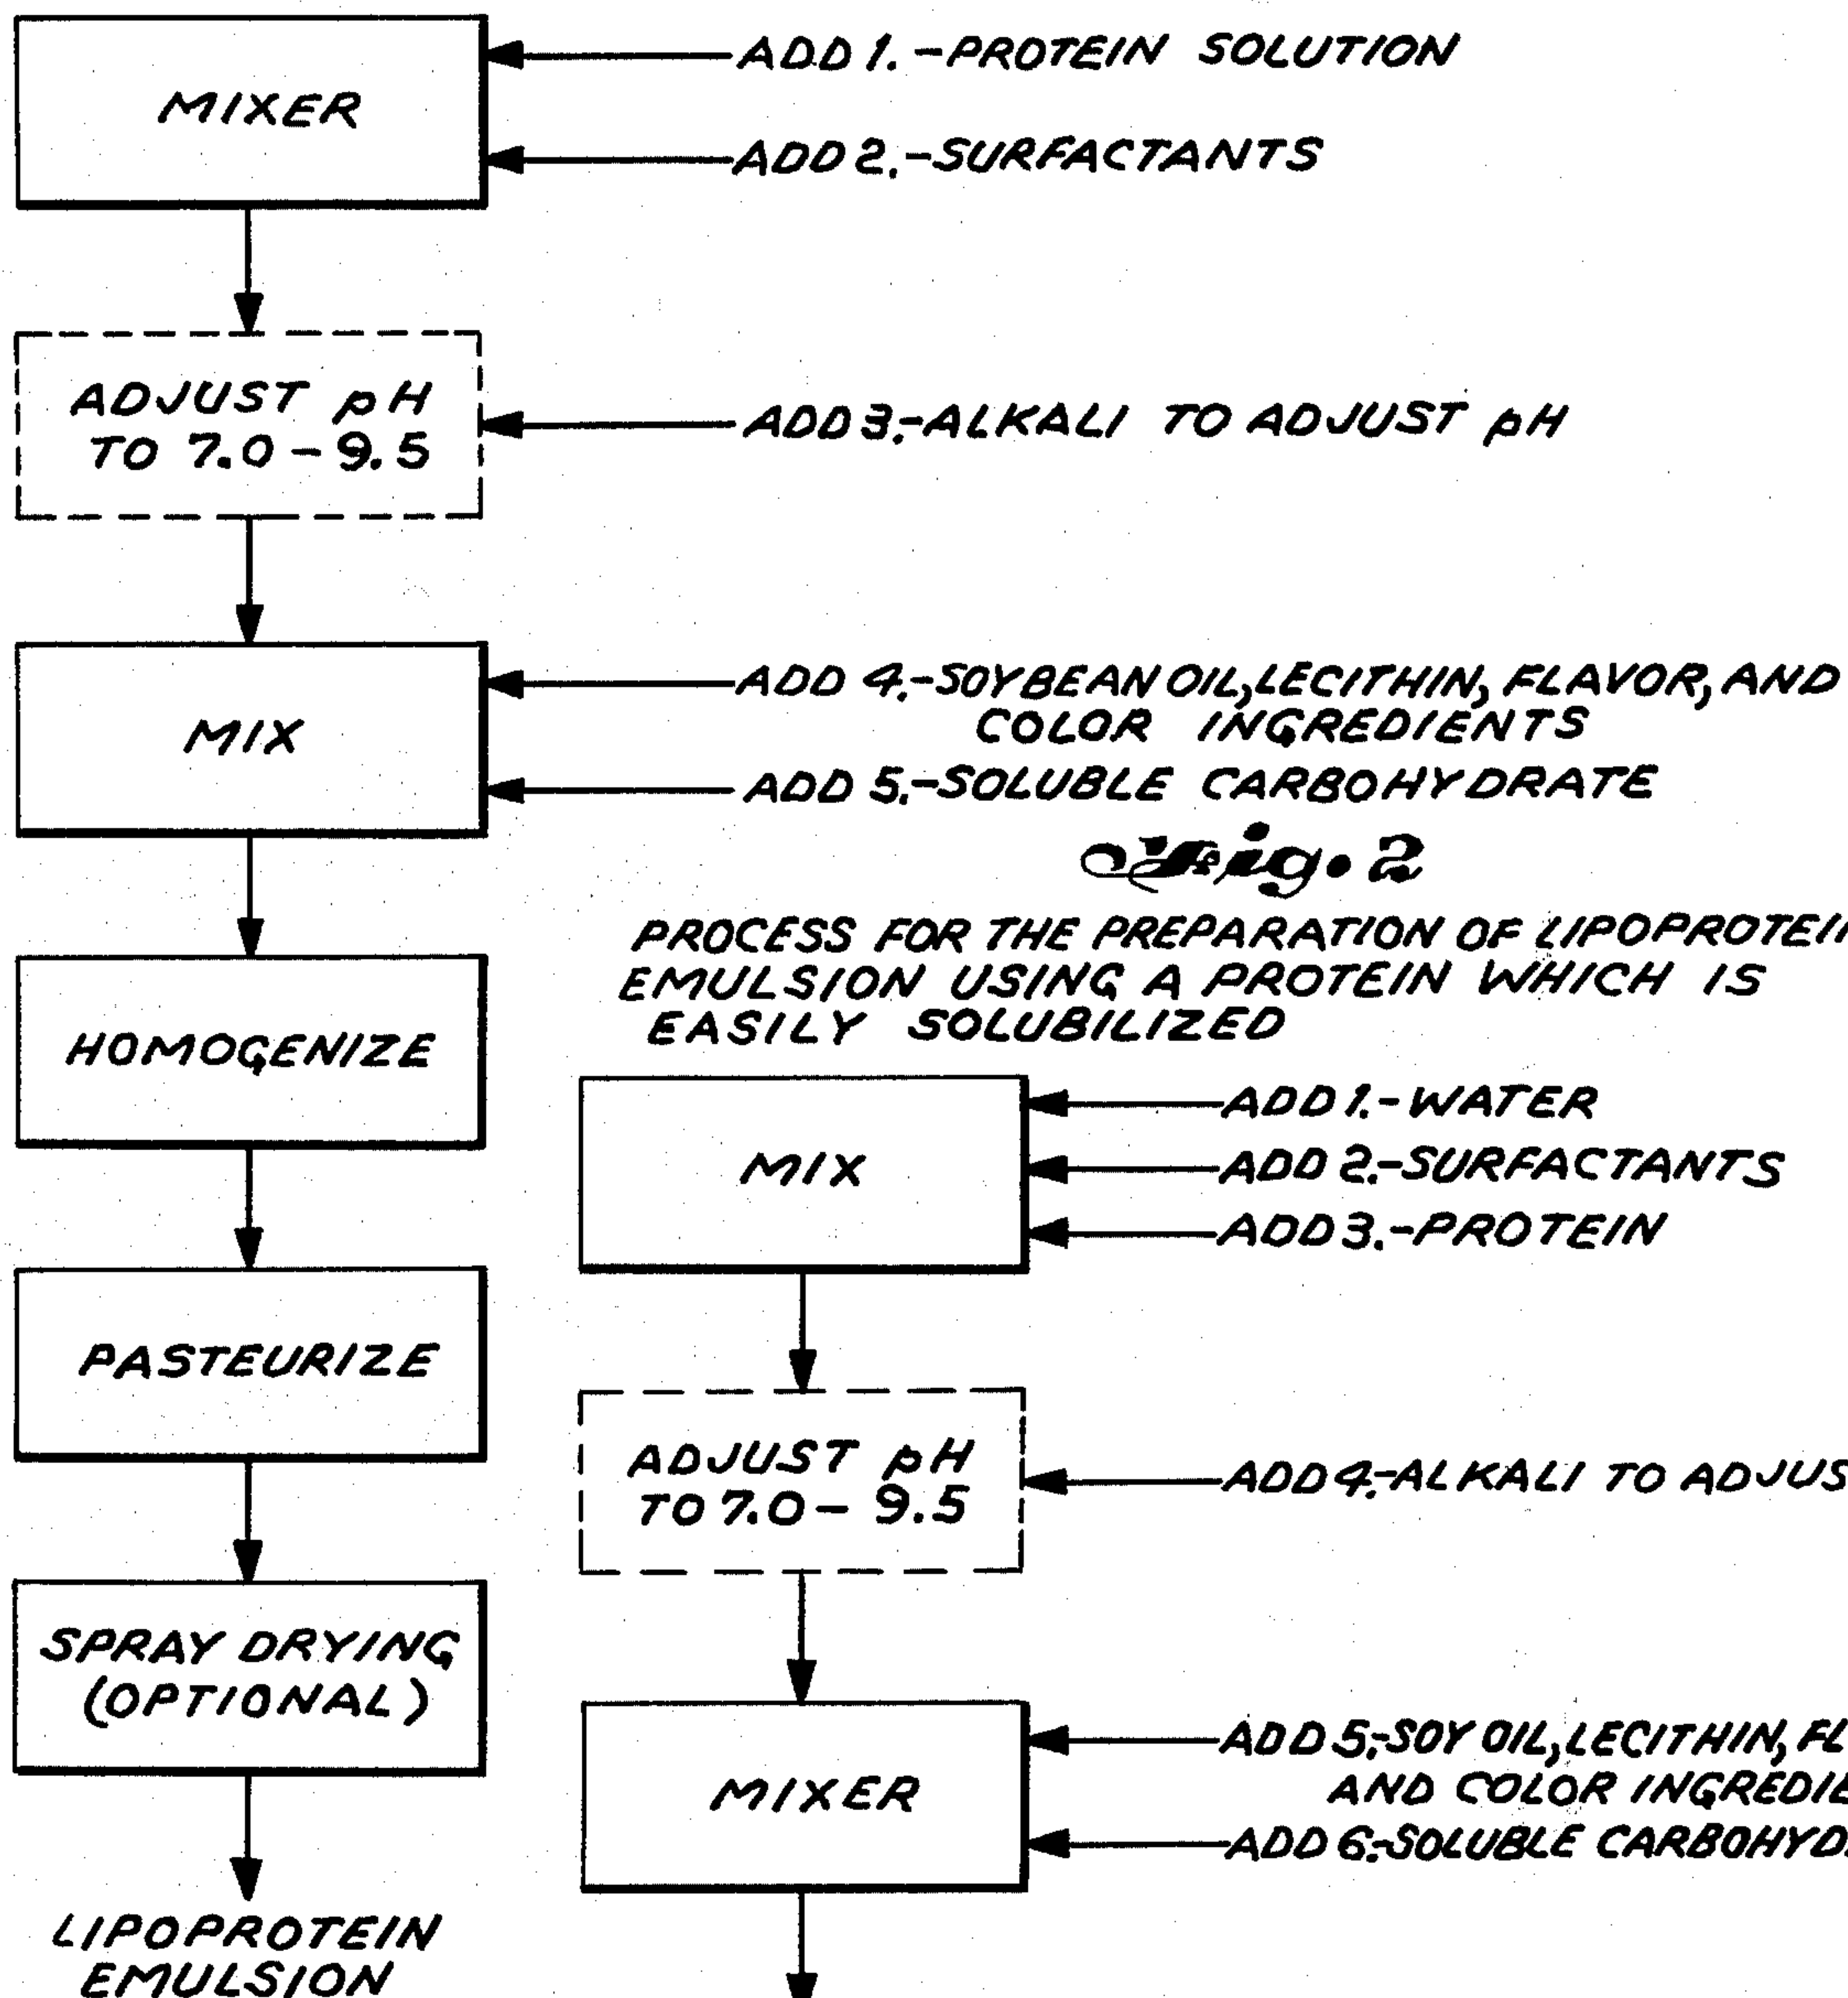 MIXER
ADD 1.-PROTEIN SOLUTION
ADD 2.-SURFACTANTS
ADJUST pH
TO 7.0-9.5
ADD 3.-ALKALI TO ADJUST pH
MIX
ADD 4.-SOYBEAN OIL, LECITHIN, FLAVOR, AND
COLOR INGREDIENTS
ADD 5.-SOLUBLE CARBOHYDRATE
HOMOGENIZE
PASTEURIZE
SPRAY DRYING
(OPTIONAL)
LIPOPROTEIN
EMULSION
Fig. 2
PROCESS FOR THE PREPARATION OF LIPOPROTEIN
EMULSION USING A PROTEIN WHICH IS
EASILY SOLUBILIZED
MIX
ADD 1.-WATER
ADD 2.-SURFACTANTS
ADD 3.-PROTEIN
ADJUST pH
TO 7.0-9.5
ADD 4.-ALKALI TO ADJUS
MIXER
ADD 5.-SOY OIL, LECITHIN, FL
AND COLOR INGREDIE
ADD 6.-SOLUBLE CARBOHYD